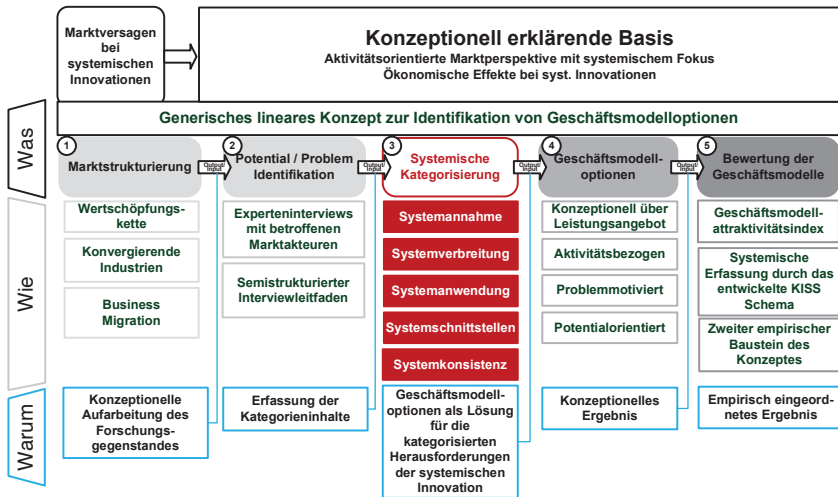 Marktversagen
bei
systemischen
Innovationen
Konzeptionell erklärende Basis
Aktivitätsorientierte Marktperspektive mit systemischem Fokus
Ökonomische Effekte bei syst. Innovationen
Was
Generisches lineares Konzept zur Identifikation von Geschäftsmodelloptionen
1
Marktstrukturierung
Output/
Input
2
Potential / Problem
Identifikation
Output/
Input
3
Systemische
Kategorisierung
Output/
Input
4
Geschäftsmodell-
optionen
Output/
Input
5
Bewertung der
Geschäftsmodelle
Wie
Wertschöpfungs-
kette
Konvergierende
Industrien
Business
Migration
Experteninterviews
mit betroffenen
Marktakteuren
Semistrukturierter
Interviewleitfaden
Systemannahme
Systemverbreitung
Systemanwendung
Systemschnittstellen
Systemkonsistenz
Konzeptionell über
Leistungsangebot
Aktivitätsbezogen
Problemmotiviert
Potentialorientiert
Geschäftsmodell-
attraktivitätsindex
Systemische
Erfassung durch das
entwickelte KISS
Schema
Zweiter empirischer
Baustein des
Konzeptes
Warum
Konzeptionelle
Aufarbeitung des
Forschungs-
gegenstandes
Erfassung der
Kategorieninhalte
Geschäftsmodell-
optionen als Lösung
für die
kategorisierten
Herausforderungen
der systemischen
Innovation
Konzeptionelles
Ergebnis
Empirisch eingeord-
netes Ergebnis